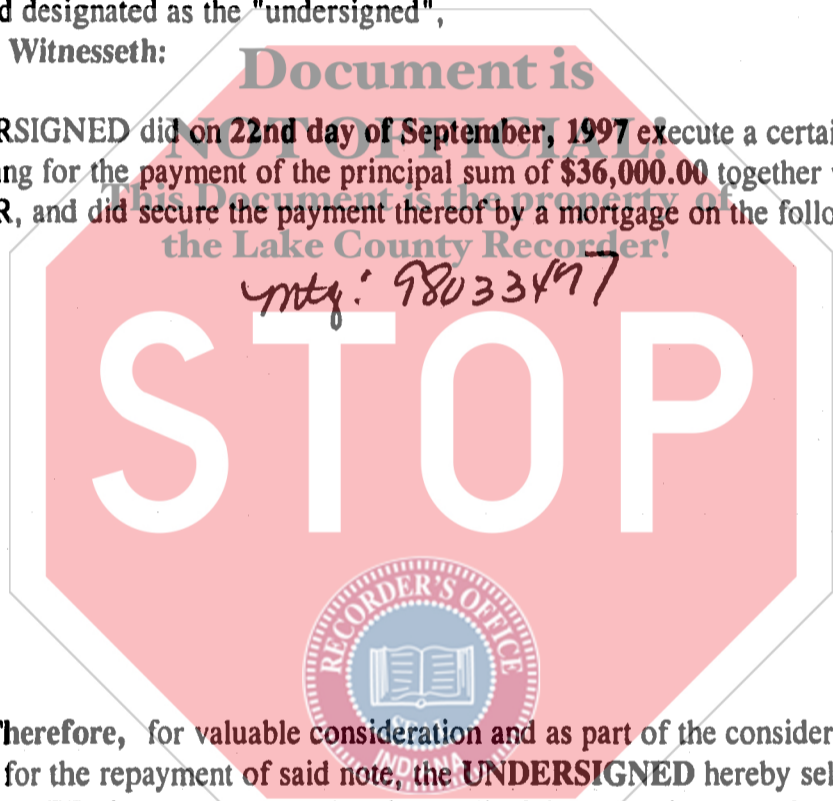 d designated as the "undersigned",
Witnesseth:
Document is
RSIGNED did on 22nd day of September, 1997 execute a certai
NOT OFFICIAL!
ng for the payment of the principal sum of $36,000.00 together
This Document is the property of
R, and did secure the payment thereof by a mortgage on the follo
the Lake County Recorder!
mtg: 98033497
STOP
RECORDER'S OFFICE
SEAL
INDIANA
Therefore, for valuable consideration and as part of the consider
for the repayment of said note, the UNDERSIGNED hereby sel